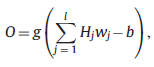 O = g ( ∑_{j=1}^{l} H_j w_j − b ),